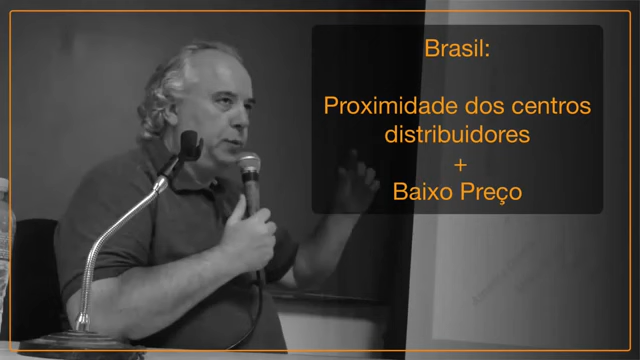 Brasil:
Proximidade dos centros
distribuidores
+
Baixo Preço